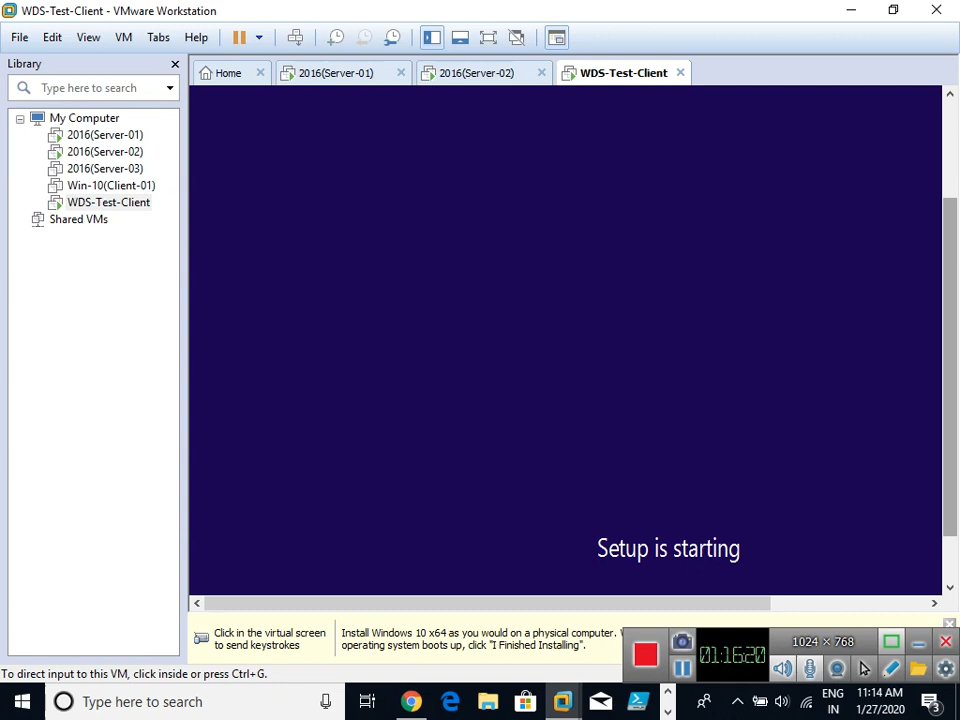 WDS-Test-Client - VMware Workstation
File Edit View VM Tabs Help
Library
Home 2016(Server-01) 2016(Server-02) WDS-Test-Client
Type here to search
My Computer
2016(Server-01)
2016(Server-02)
2016(Server-03)
Win-10(Client-01)
WDS-Test-Client
Shared VMs
Setup is starting
Click in the virtual screen
to send keystrokes
Install Windows 10 x64 as you would on a physical computer.
operating system boots up, click "I Finished Installing".
1024 × 768
01:16:20
To direct input to this VM, click inside or press Ctrl+G.
Type here to search
ENG
IN
11:14 AM
1/27/2020
3